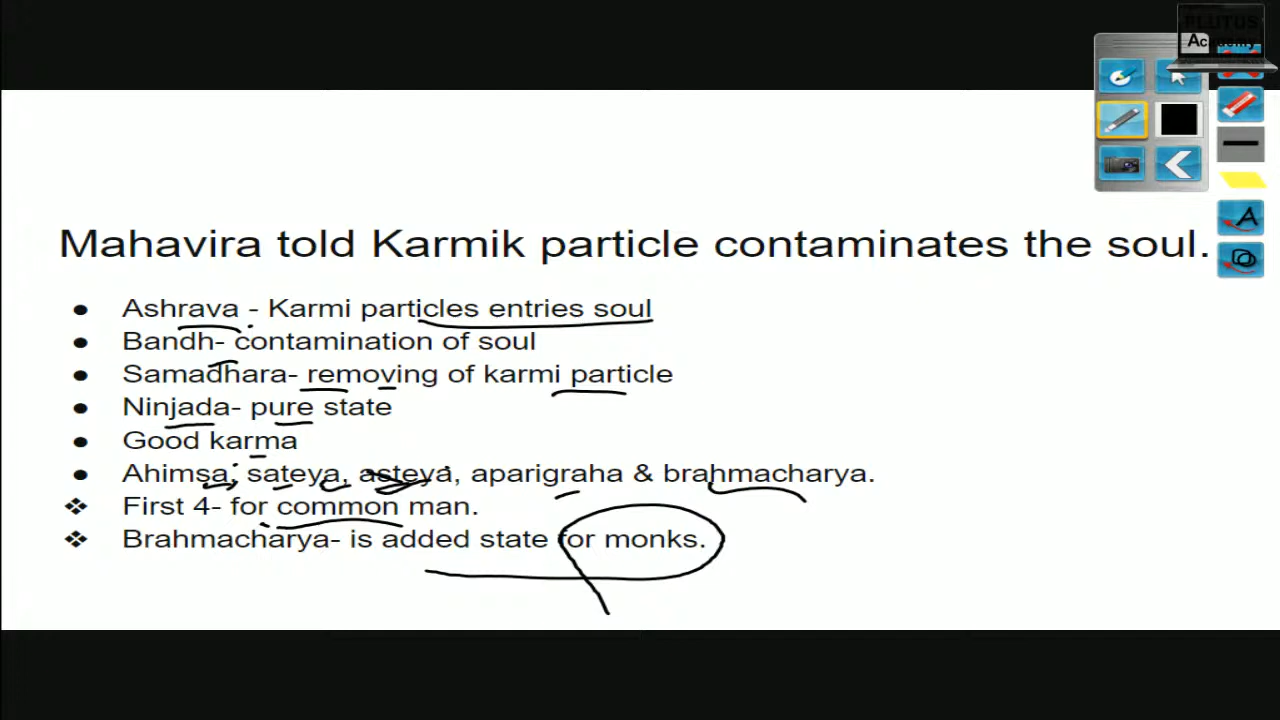 PLUTUS
Academy
Mahavira told Karmik particle contaminates the soul.
● Ashrava - Karmi particles entries soul
● Bandh- contamination of soul
● Samadhara- removing of karmi particle
● Ninjada- pure state
● Good karma
● Ahimsa, sateya, asteya, aparigraha & brahmacharya.
❖ First 4- for common man.
❖ Brahmacharya- is added state for monks.